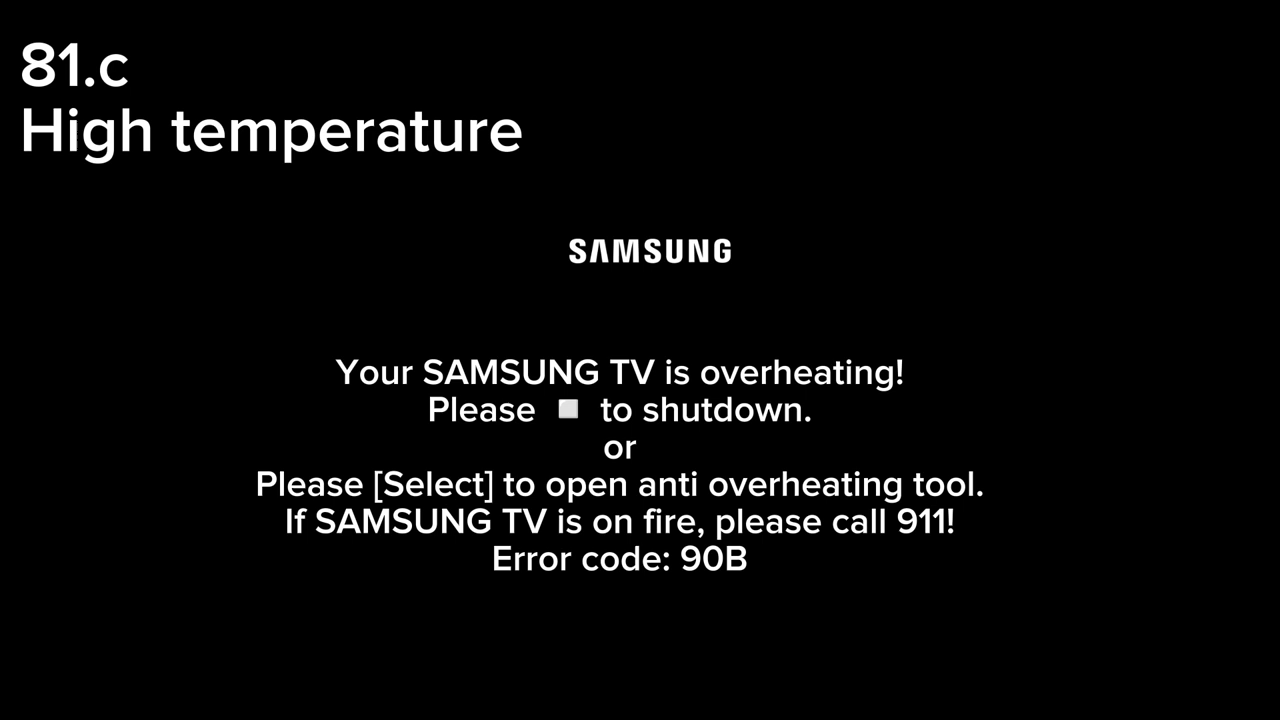 81.c
High temperature
SAMSUNG
Your SAMSUNG TV is overheating!
Please ◽ to shutdown.
or
Please [Select] to open anti overheating tool.
If SAMSUNG TV is on fire, please call 911!
Error code: 90B